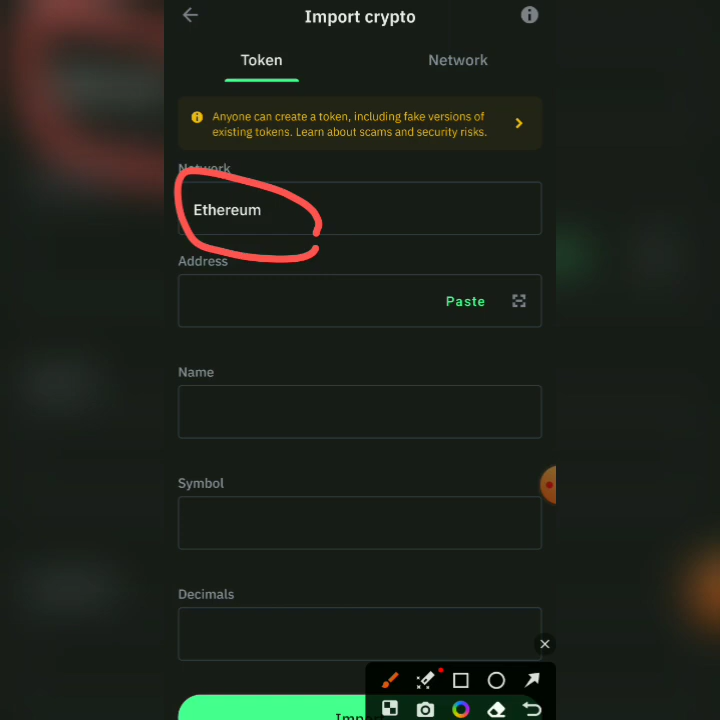 Import crypto
Token
Network
Anyone can create a token, including fake versions of
existing tokens. Learn about scams and security risks.
Network
Ethereum
Address
Paste
Name
Symbol
Decimals